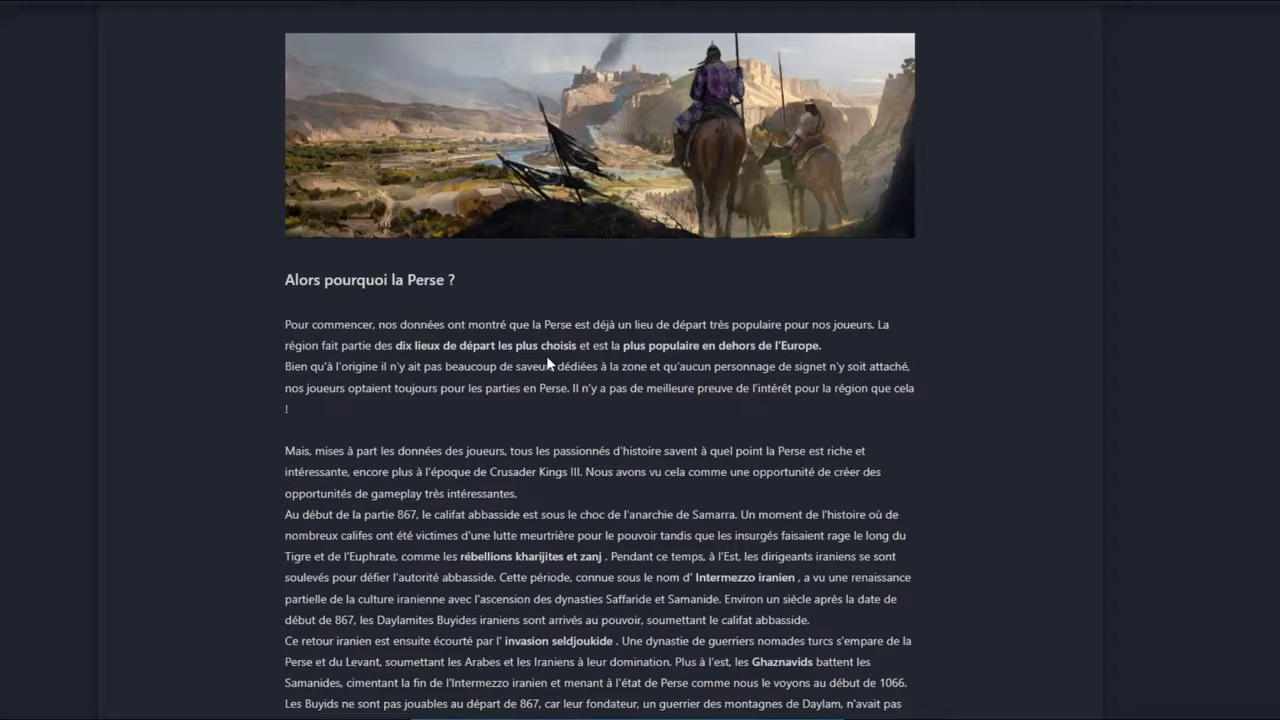 Alors pourquoi la Perse ?
Pour commencer, nos données ont montré que la Perse est déjà un lieu de départ très populaire pour nos joueurs. La
région fait partie des dix lieux de départ les plus choisis et est la plus populaire en dehors de l'Europe.
Bien qu'à l'origine il n'y ait pas beaucoup de saveurs dédiées à la zone et qu'aucun personnage de signet n'y soit attaché,
nos joueurs optaient toujours pour les parties en Perse. Il n'y a pas de meilleure preuve de l'intérêt pour la région que cela
!
Mais, mises à part les données des joueurs, tous les passionnés d'histoire savent à quel point la Perse est riche et
intéressante, encore plus à l'époque de Crusader Kings III. Nous avons vu cela comme une opportunité de créer des
opportunités de gameplay très intéressantes.
Au début de la partie 867, le califat abbasside est sous le choc de l'anarchie de Samarra. Un moment de l'histoire où de
nombreux califes ont été victimes d'une lutte meurtrière pour le pouvoir tandis que les insurgés faisaient rage le long du
Tigre et de l'Euphrate, comme les rébellions kharijites et zanj . Pendant ce temps, à l'Est, les dirigeants iraniens se sont
soulevés pour défier l'autorité abbasside. Cette période, connue sous le nom d' Intermezzo iranien , a vu une renaissance
partielle de la culture iranienne avec l'ascension des dynasties Saffaride et Samanide. Environ un siècle après la date de
début de 867, les Daylamites Buyides iraniens sont arrivés au pouvoir, soumettant le califat abbasside.
Ce retour iranien est ensuite écourté par l' invasion seldjoukide . Une dynastie de guerriers nomades turcs s'empare de la
Perse et du Levant, soumettant les Arabes et les Iraniens à leur domination. Plus à l'est, les Ghaznavids battent les
Samanides, cimentant la fin de l'Intermezzo iranien et menant à l'état de Perse comme nous le voyons au début de 1066.
Les Buyids ne sont pas jouables au départ de 867, car leur fondateur, un guerrier des montagnes de Daylam, n'avait pas